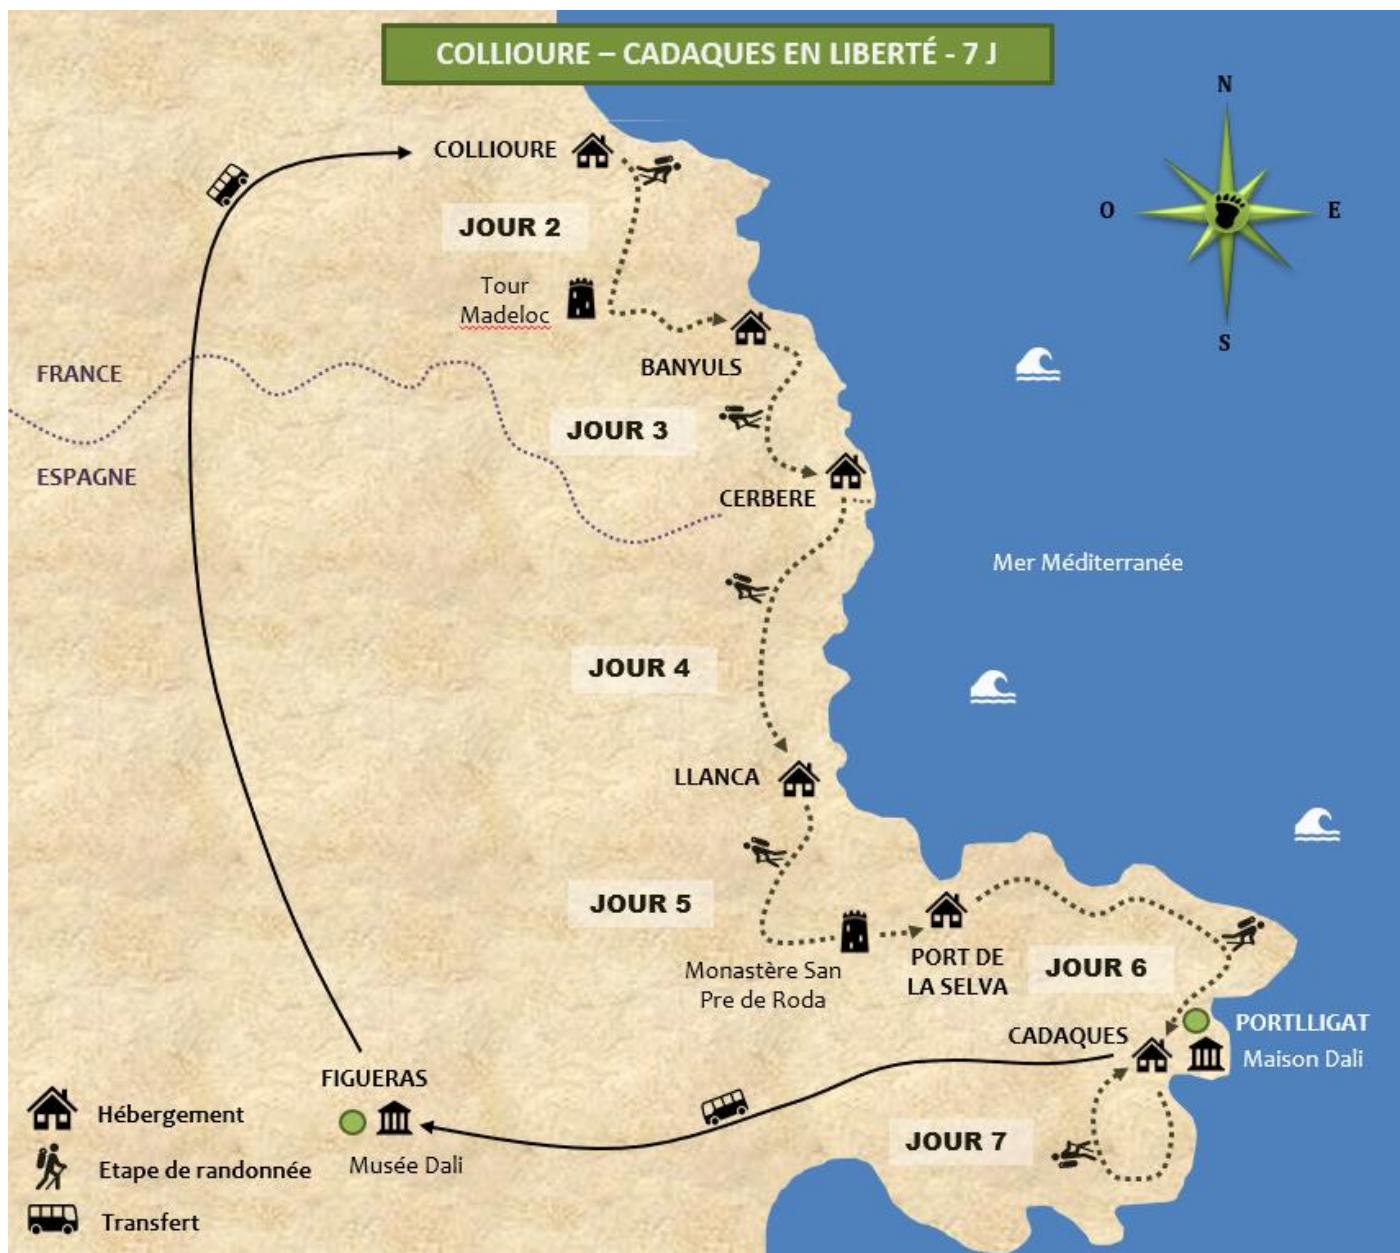 COLLIOURE – CADAQUES EN LIBERTÉ - 7 J
N
O
E
S
COLLIOURE
JOUR 2
Tour
Madeloc
BANYULS
FRANCE
ESPAGNE
JOUR 3
CERBERE
Mer Méditerranée
JOUR 4
LLANCA
JOUR 5
Monastère San
Pre de Roda
PORT DE
LA SELVA
JOUR 6
CADAQUES
PORTLLIGAT
Maison Dali
FIGUERAS
Musée Dali
JOUR 7
Hébergement
Etape de randonnée
Transfert